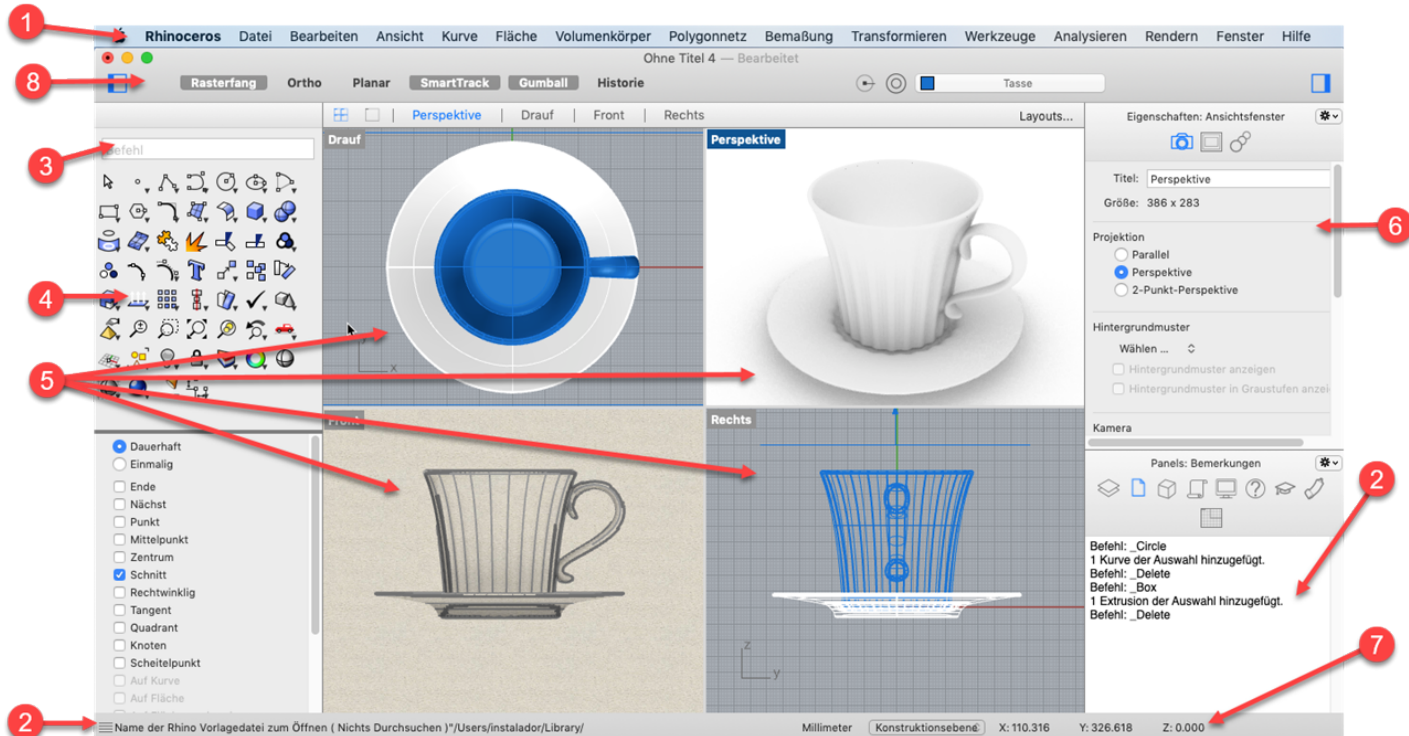 1
Rhinoceros Datei Bearbeiten Ansicht Kurve Fläche Volumenkörper Polygonnetz Bemaßung Transformieren Werkzeuge Analysieren Rendern Fenster Hilfe
Ohne Titel 4 — Bearbeitet
8
Rasterfang Ortho Planar SmartTrack Gumball Historie
Tasse
Perspektive | Drauf | Front | Rechts
Layouts...
Eigenschaften: Ansichtsfenster
3
Befehl
Drauf
Perspektive
Titel: Perspektive
Größe: 386 x 283
6
Projektion
Parallel
Perspektive
2-Punkt-Perspektive
4
Hintergrundmuster
Wählen ...
Hintergrundmuster anzeigen
Hintergrundmuster in Graustufen anzei
5
x
Kamera
Front
Rechts
Dauerhaft
Einmalig
Ende
Nächst
Punkt
Mittelpunkt
Zentrum
Schnitt
Rechtwinklig
Tangent
Quadrant
Knoten
Scheitelpunkt
Auf Kurve
Auf Fläche
z
y
Panels: Bemerkungen
2
Befehl: _Circle
1 Kurve der Auswahl hinzugefügt.
Befehl: _Delete
Befehl: _Box
1 Extrusion der Auswahl hinzugefügt.
Befehl: _Delete
7
2
Name der Rhino Vorlagedatei zum Öffnen ( Nichts Durchsuchen )"/Users/instalador/Library/
Millimeter Konstruktionsebene X: 110.316 Y: 326.618 Z: 0.000